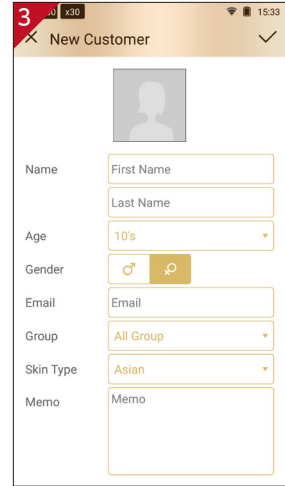 3
x30
15:33
New Customer
Name
First Name
Last Name
Age
10's
Gender
Email
Email
Group
All Group
Skin Type
Asian
Memo
Memo